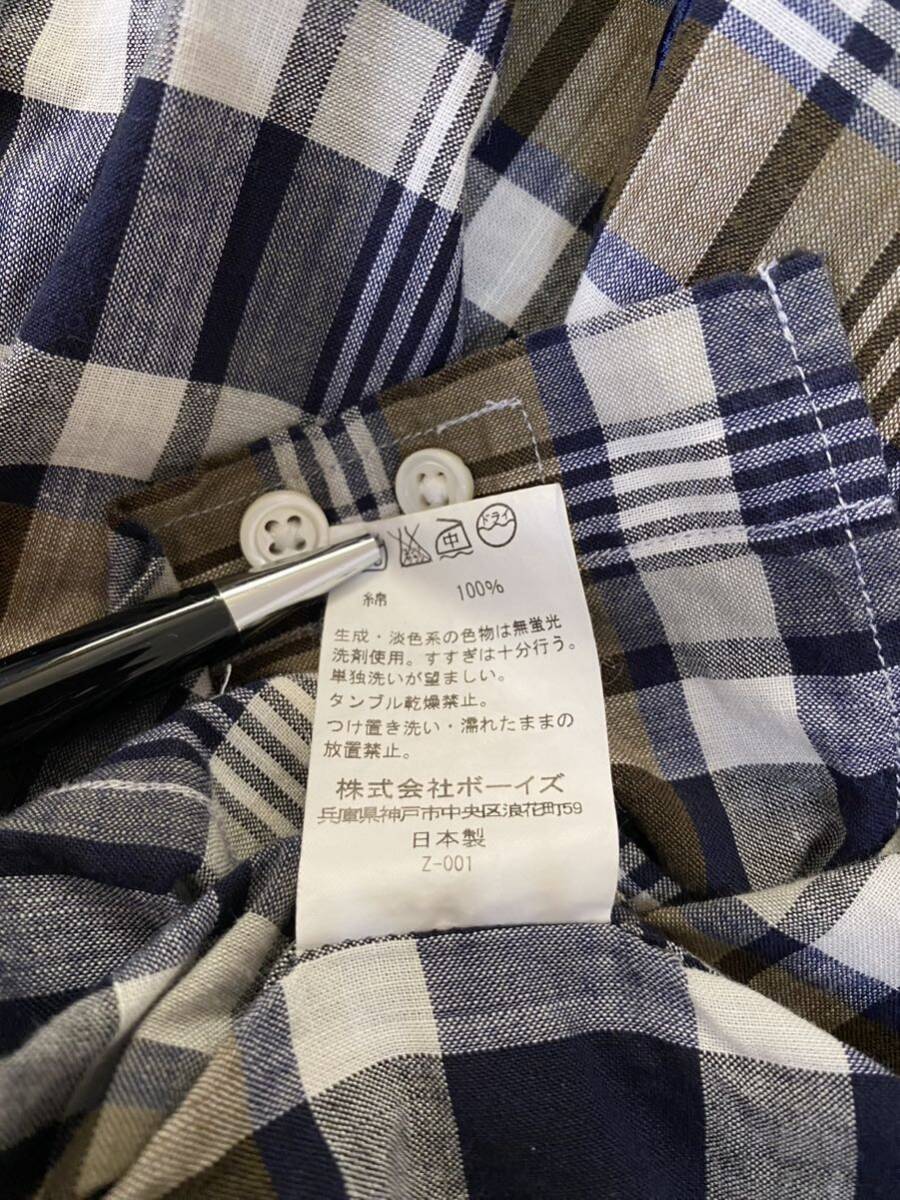 中 ドライ
綿 100%
生成・淡色系の色物は無蛍光
洗剤使用。すすぎは十分行う。
単独洗いが望ましい。
タンブル乾燥禁止。
つけ置き洗い・濡れたままの
放置禁止。
株式会社ボーイズ
兵庫県神戸市中央区浪花町59
日本製
Z-001